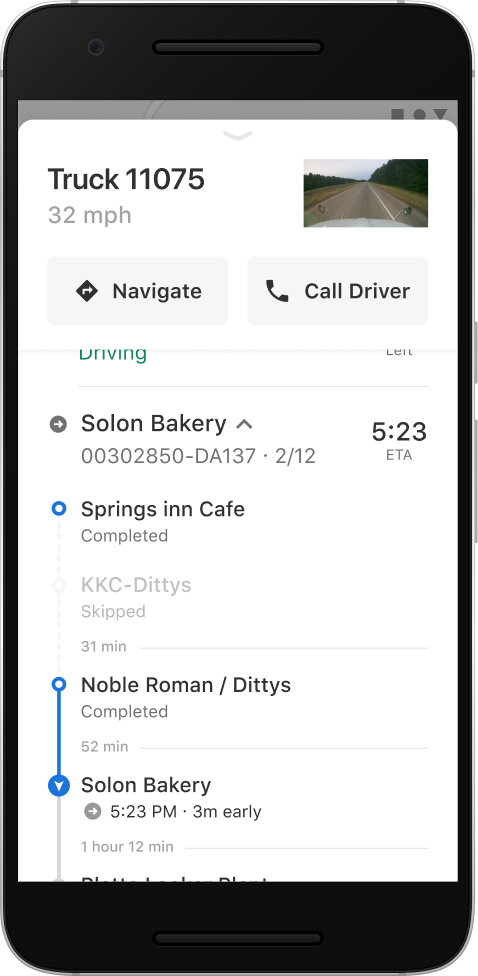 Truck 11075
32 mph
Navigate
Call Driver
Driving
Left
Solon Bakery
5:23
00302850-DA137 · 2/12
ETA
Springs inn Cafe
Completed
KKC-Dittys
Skipped
31 min
Noble Roman / Dittys
Completed
52 min
Solon Bakery
5:23 PM · 3m early
1 hour 12 min